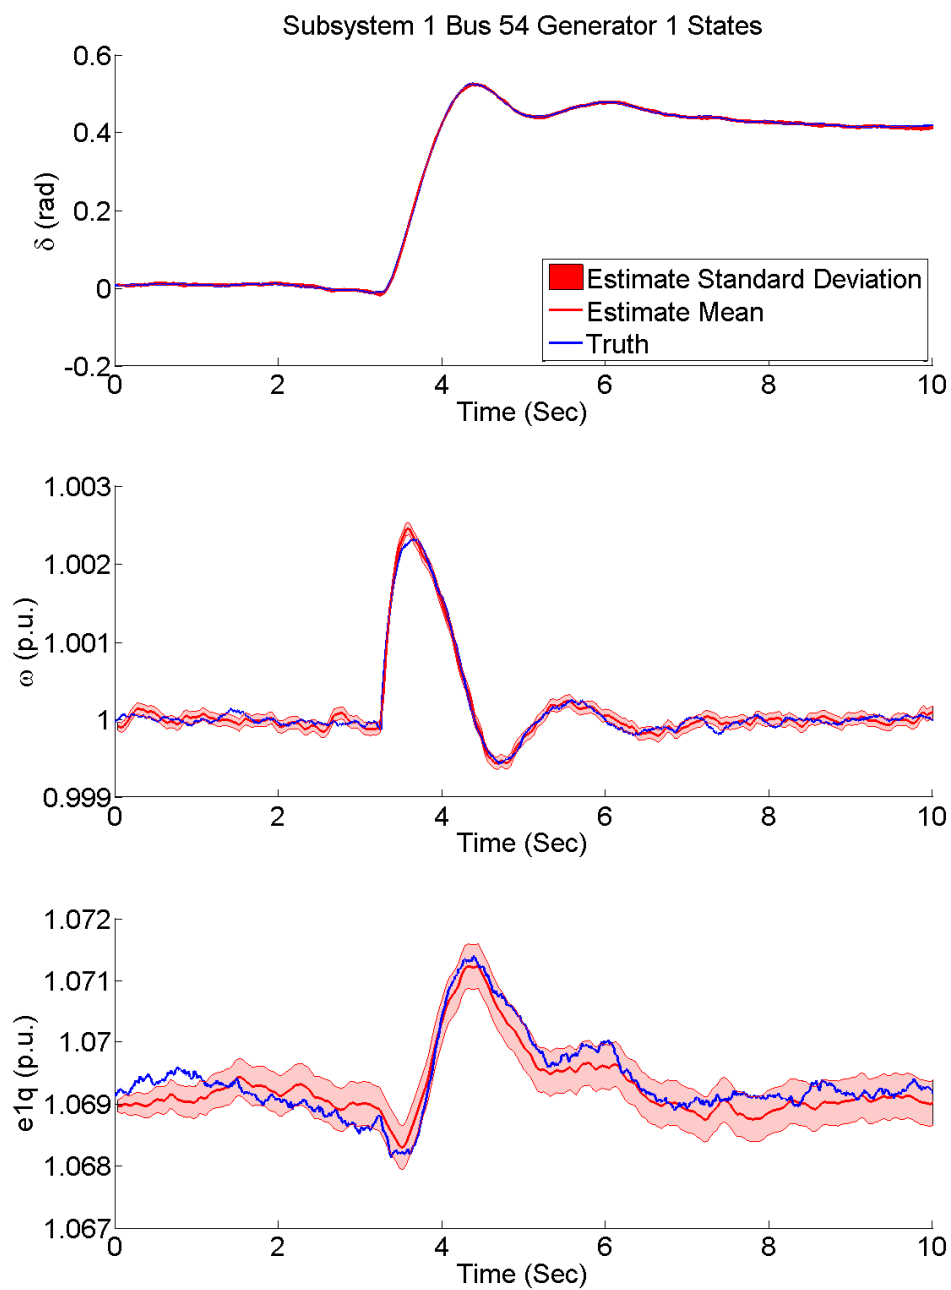 Subsystem 1 Bus 54 Generator 1 States
0.6
0.4
0.2
0
-0.2
δ (rad)
Estimate Standard Deviation
Estimate Mean
Truth
0 2 4 6 8 10
Time (Sec)
1.003
1.002
1.001
1
0.999
ω (p.u.)
0 2 4 6 8 10
Time (Sec)
1.072
1.071
1.07
1.069
1.068
1.067
e1q (p.u.)
0 2 4 6 8 10
Time (Sec)